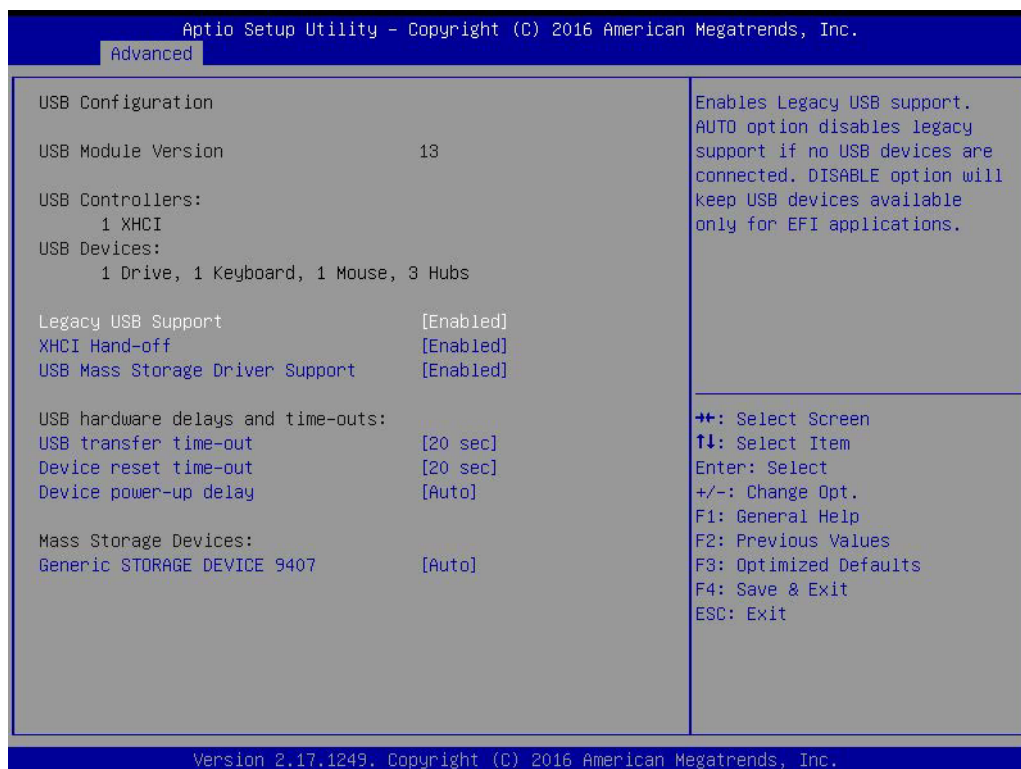 Aptio Setup Utility – Copyright (C) 2016 American Megatrends, Inc.
Advanced
USB Configuration
USB Module Version 13
USB Controllers:
1 XHCI
USB Devices:
1 Drive, 1 Keyboard, 1 Mouse, 3 Hubs
Legacy USB Support [Enabled]
XHCI Hand-off [Enabled]
USB Mass Storage Driver Support [Enabled]
USB hardware delays and time-outs:
USB transfer time-out [20 sec]
Device reset time-out [20 sec]
Device power-up delay [Auto]
Mass Storage Devices:
Generic STORAGE DEVICE 9407 [Auto]
Enables Legacy USB support.
AUTO option disables legacy
support if no USB devices are
connected. DISABLE option will
keep USB devices available
only for EFI applications.
→←: Select Screen
↑↓: Select Item
Enter: Select
+/-: Change Opt.
F1: General Help
F2: Previous Values
F3: Optimized Defaults
F4: Save & Exit
ESC: Exit
Version 2.17.1249. Copyright (C) 2016 American Megatrends, Inc.